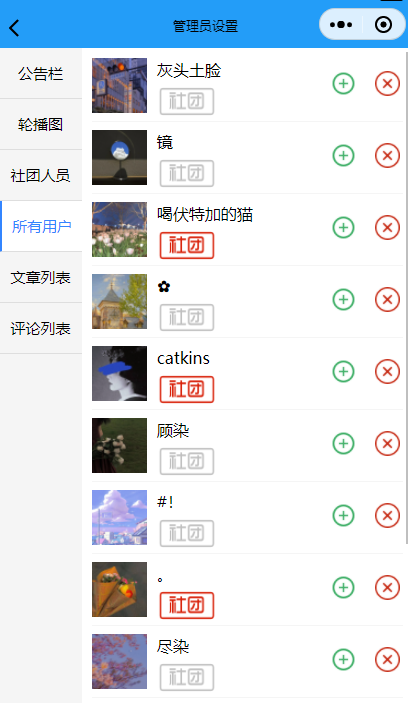 管理员设置
公告栏
轮播图
社团人员
所有用户
文章列表
评论列表
灰头土脸
社团
镜
社团
喝伏特加的猫
社团
✿
社团
catkins
社团
顾染
社团
#！
社团
。
社团
尽染
社团